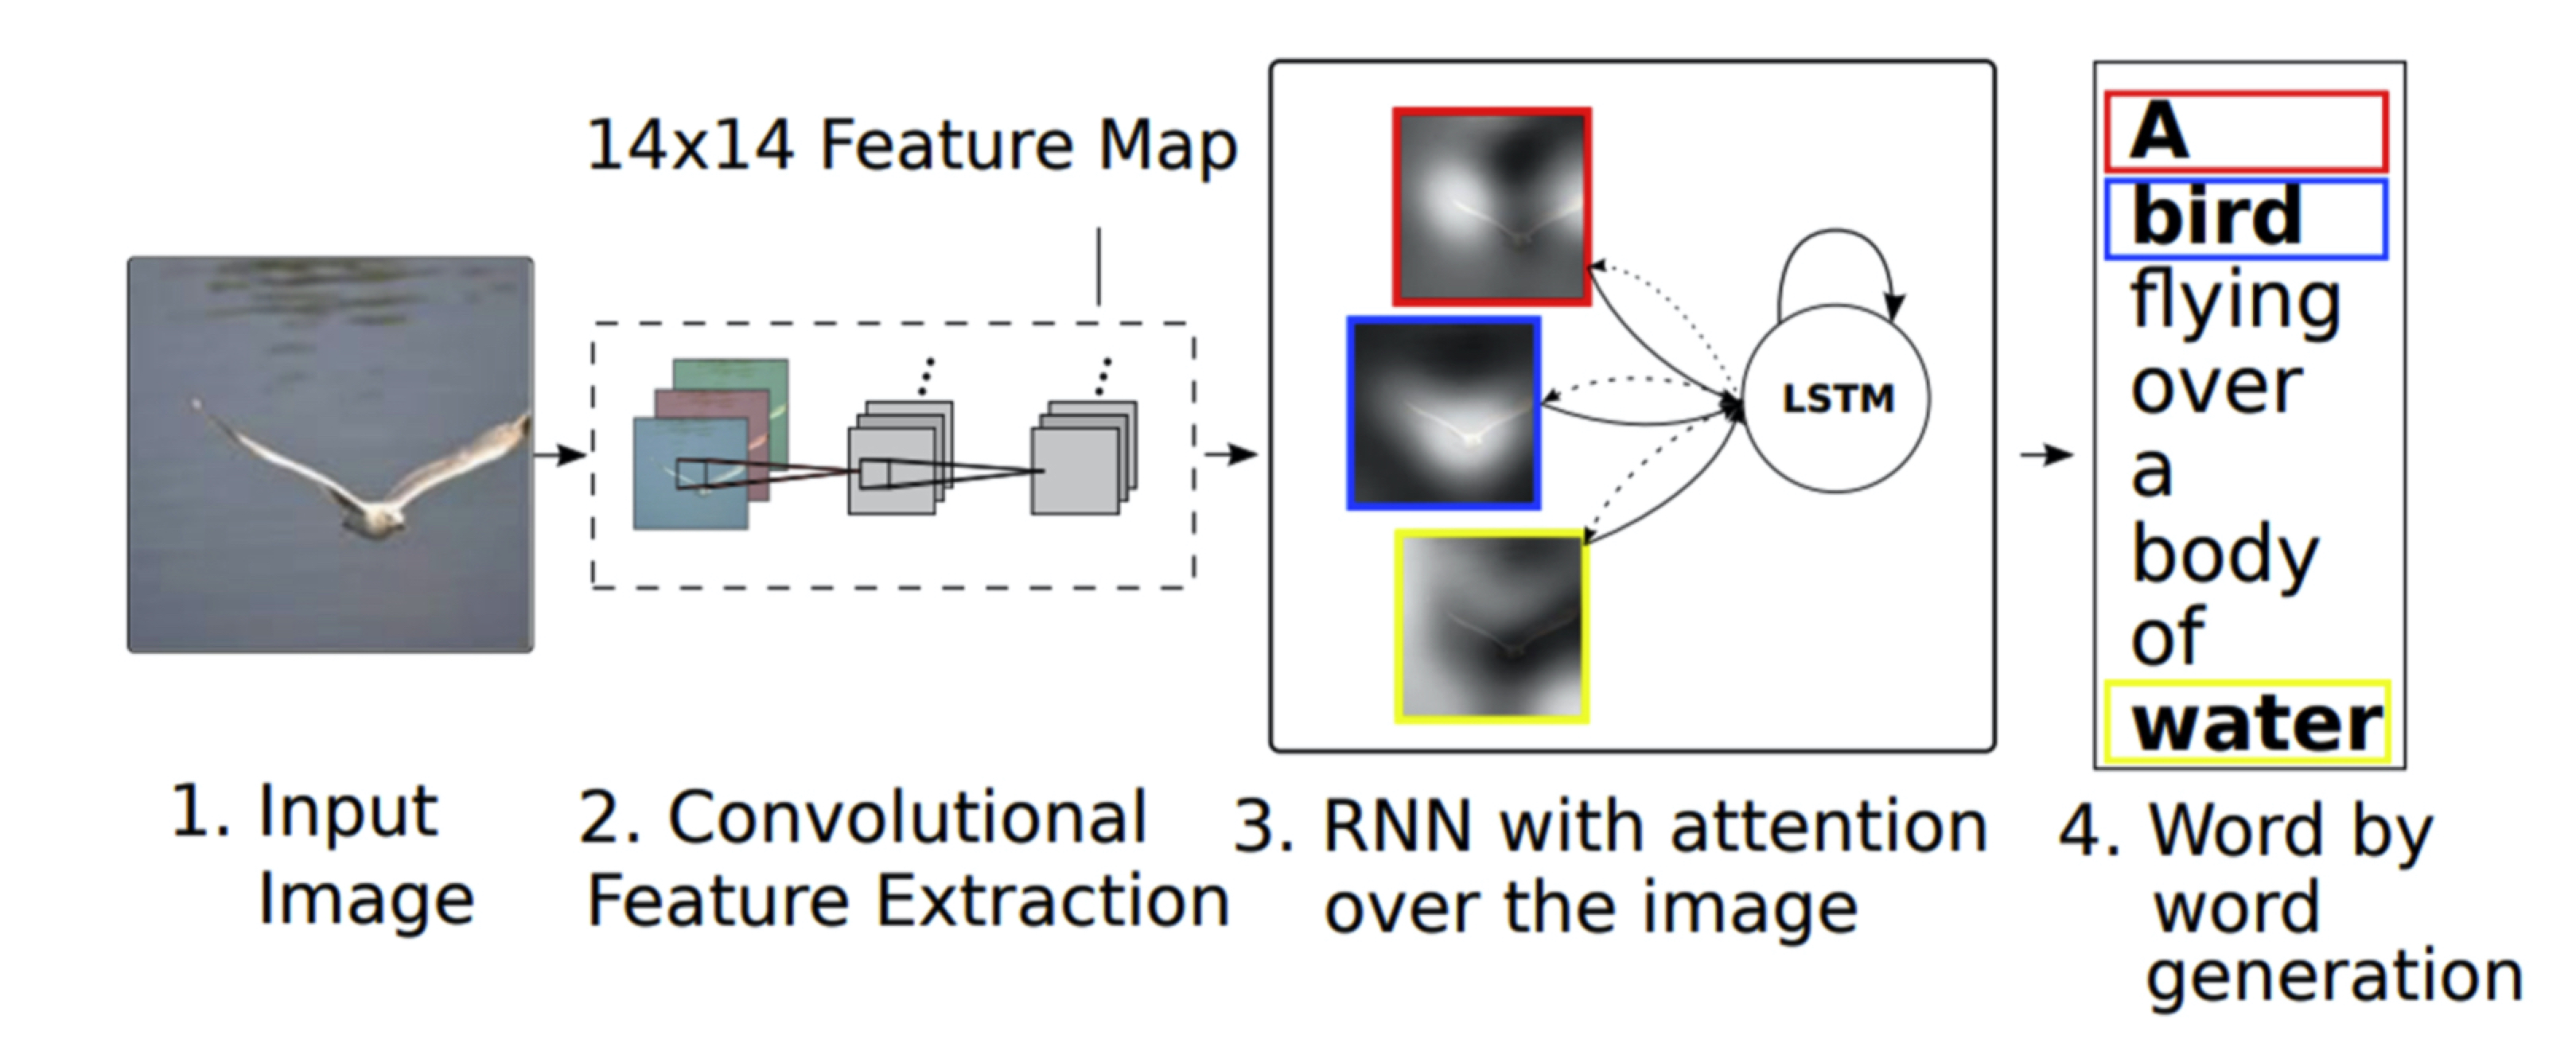 14x14 Feature Map
LSTM
A
bird
flying
over
a
body
of
water
1. Input
Image
2. Convolutional
Feature Extraction
3. RNN with attention
over the image
4. Word by
word
generation